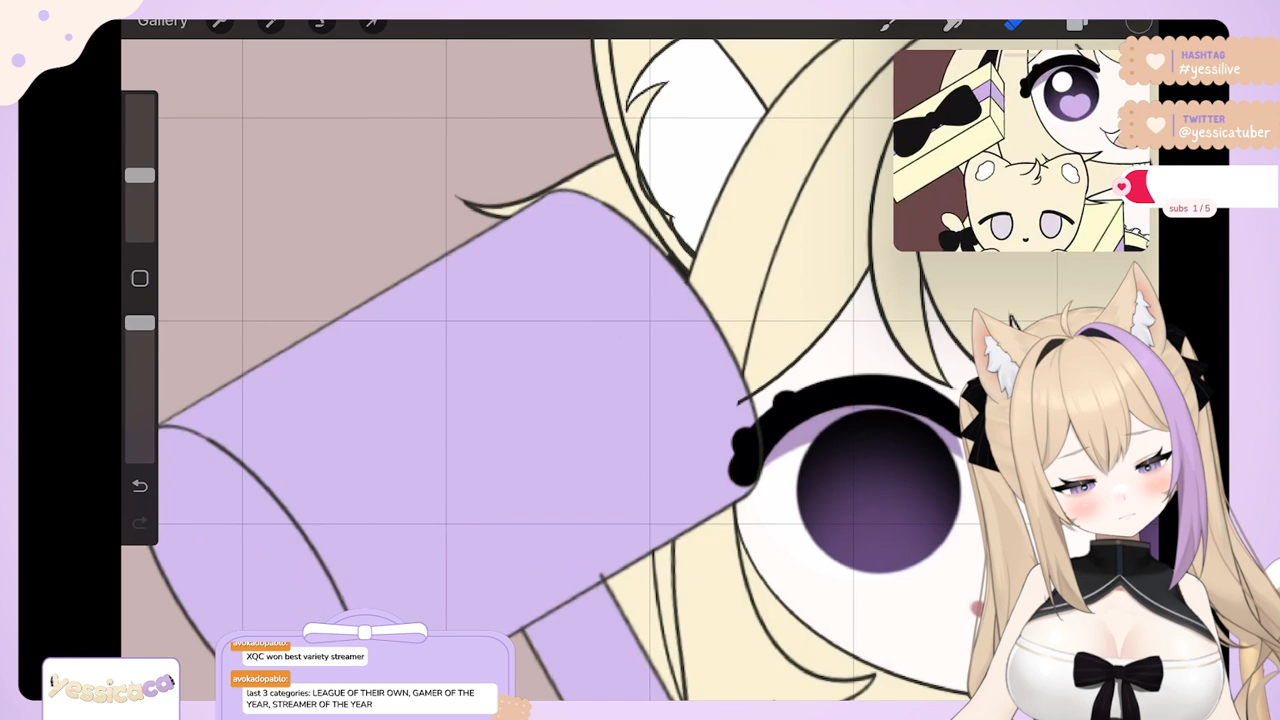 Gallery
HASHTAG
#yessilive
TWITTER
@yessicatuber
subs 1/5
avokadopablo:
XQC won best variety streamer
avokadopablo:
last 3 categories: LEAGUE OF THEIR OWN, GAMER OF THE
YEAR, STREAMER OF THE YEAR
yessicaca